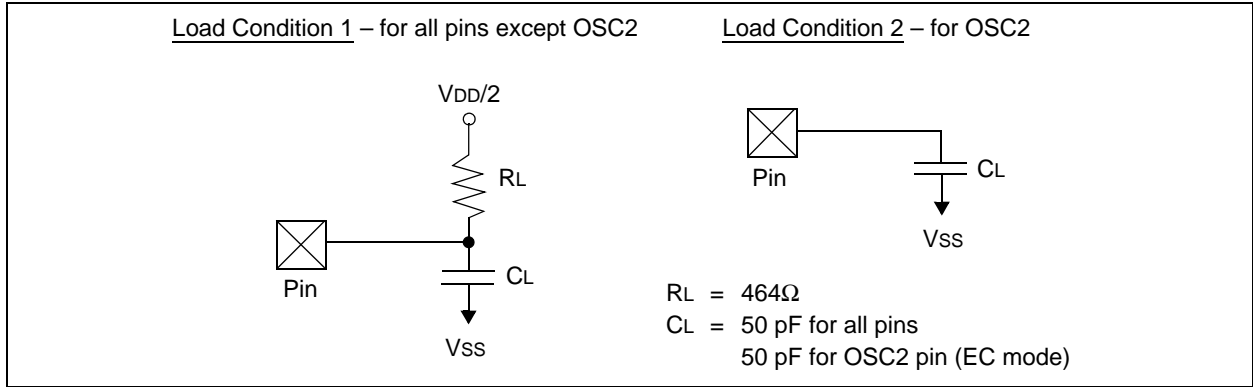 Load Condition 1 – for all pins except OSC2
Load Condition 2 – for OSC2
VDD/2
RL
Pin
CL
VSS
Pin
CL
VSS
RL = 464Ω
CL = 50 pF for all pins
50 pF for OSC2 pin (EC mode)